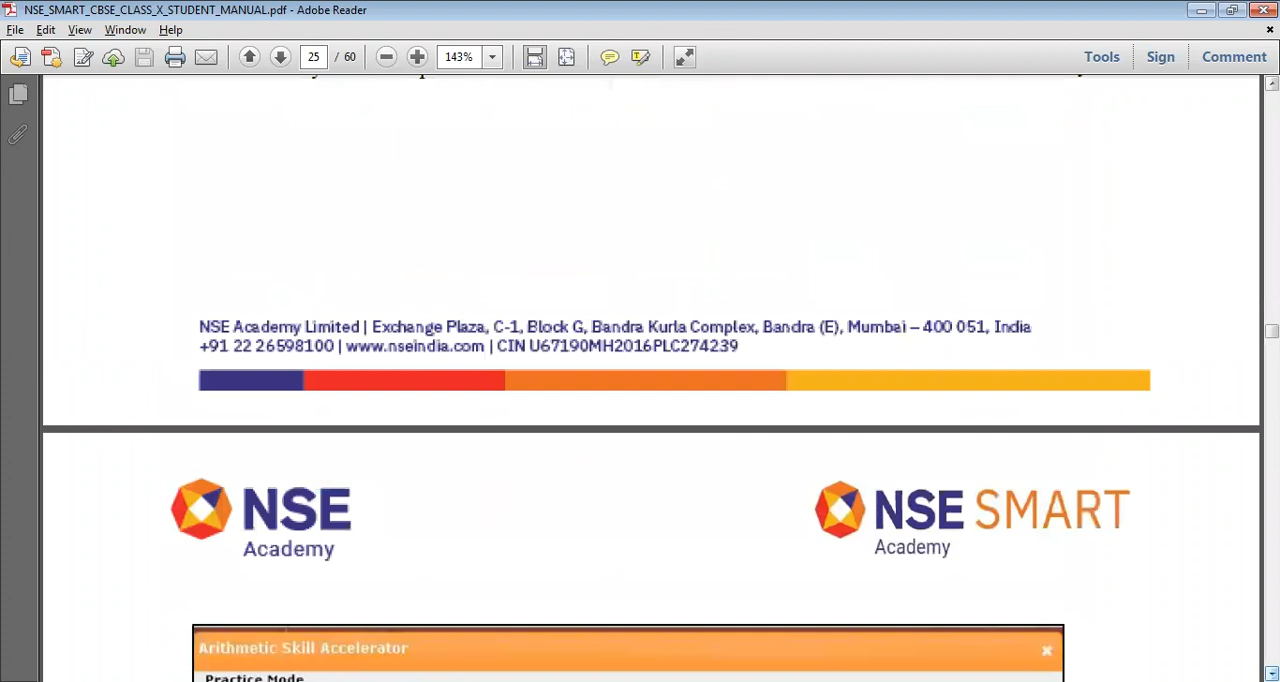 NSE_SMART_CBSE_CLASS_X_STUDENT_MANUAL.pdf - Adobe Reader
File Edit View Window Help
25 / 60 143% Tools Sign Comment
NSE Academy Limited | Exchange Plaza, C-1, Block G, Bandra Kurla Complex, Bandra (E), Mumbai – 400 051, India
+91 22 26598100 | www.nseindia.com | CIN U67190MH2016PLC274239
NSE
Academy
NSE SMART
Academy
Arithmetic Skill Accelerator
Practice Mode